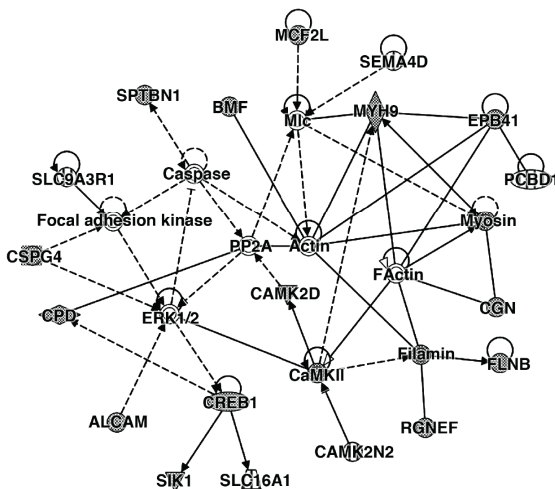 MCF2L
SEMA4D
SPTBN1
BMF
Mlc
MYH9
EPB41
SLC9A3R1
Caspase
PCBD1
Focal adhesion kinase
Myosin
CSPG4
PP2A
Actin
FActin
CAMK2D
CPD
ERK1/2
CGN
CaMKII
Filamin
FLNB
CREB1
ALCAM
RGNEF
CAMK2N2
SIK1
SLC16A1